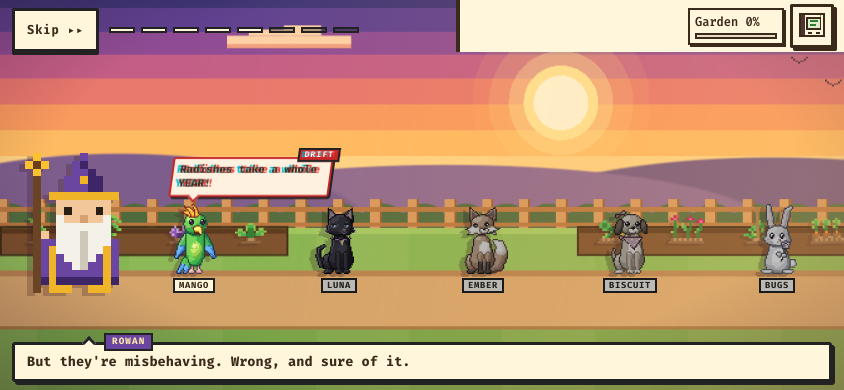 Skip ▸▸
Garden 0%
DRIFT
Radishes take a whole
YEAR!
MANGO
LUNA
EMBER
BISCUIT
BUGS
ROWAN
But they're misbehaving. Wrong, and sure of it.